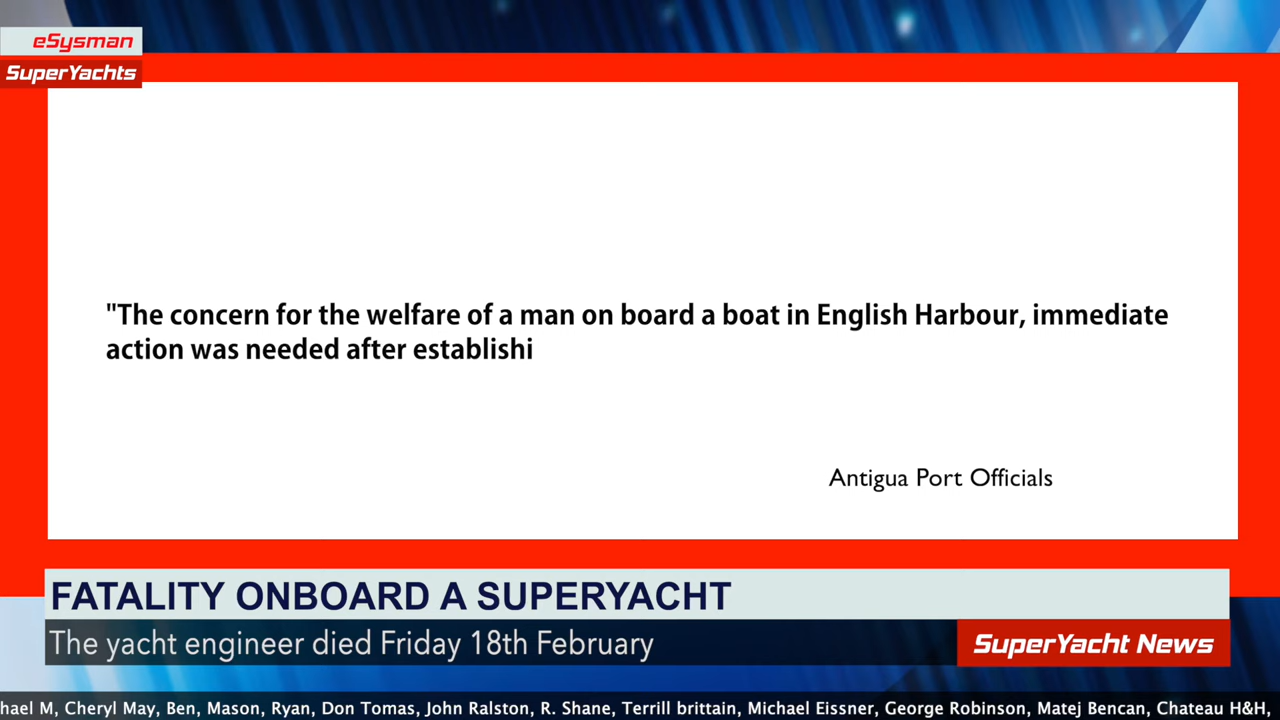 eSysman
SuperYachts
"The concern for the welfare of a man on board a boat in English Harbour, immediate
action was needed after establishi
Antigua Port Officials
FATALITY ONBOARD A SUPERYACHT
The yacht engineer died Friday 18th February
SuperYacht News
hael M, Cheryl May, Ben, Mason, Ryan, Don Tomas, John Ralston, R. Shane, Terrill brittain, Michael Eissner, George Robinson, Matej Bencan, Chateau H&H,